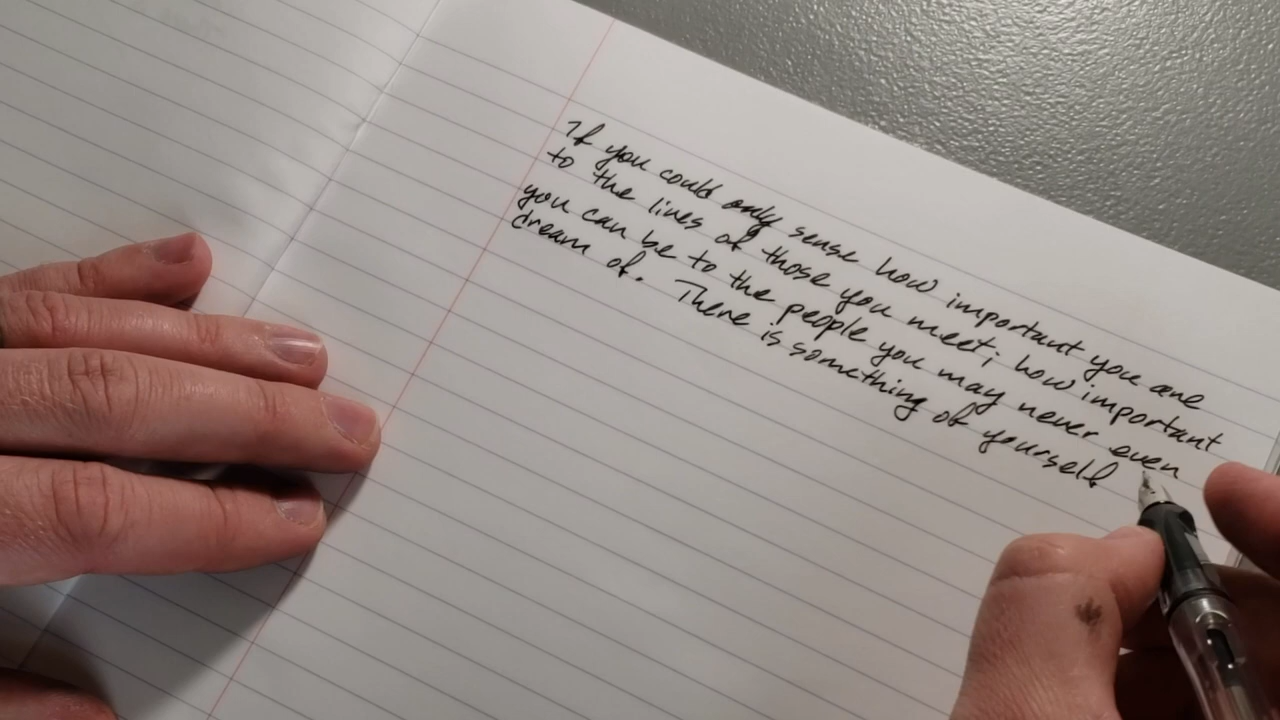 If you could only sense how important you are
to the lives of those you meet; how important
you can be to the people you may never even
dream of. There is something of yourself